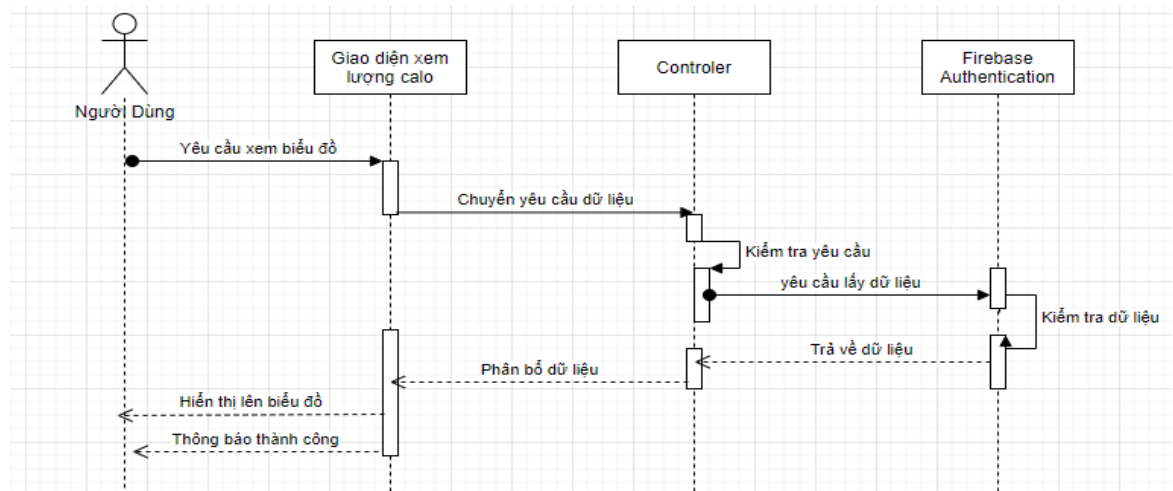 Giao diện xem
lượng calo
Controler
Firebase
Authentication
Người Dùng
Yêu cầu xem biểu đồ
Chuyển yêu cầu dữ liệu
Kiểm tra yêu cầu
yêu cầu lấy dữ liệu
Kiểm tra dữ liệu
Trả về dữ liệu
Phân bổ dữ liệu
Hiển thị lên biểu đồ
Thông báo thành công